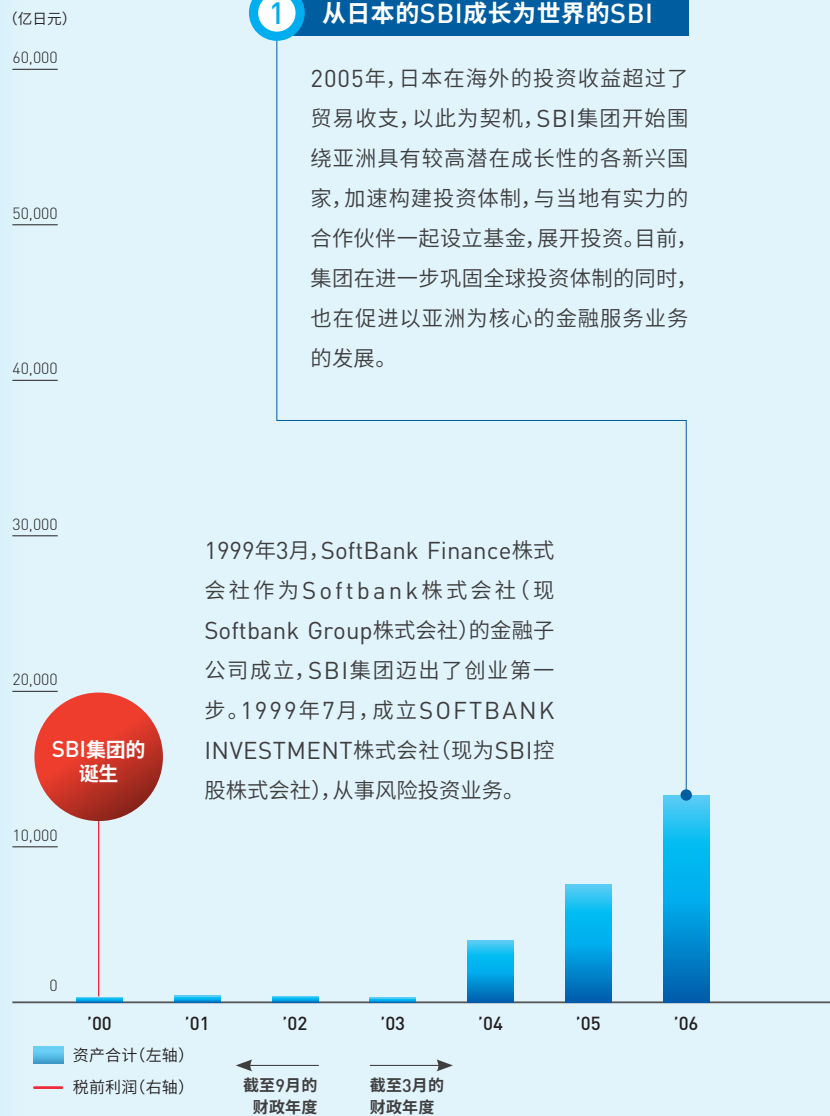 (亿日元)
1 从日本的SBI成长为世界的SBI
60,000
2005年，日本在海外的投资收益超过了
贸易收支，以此为契机，SBI集团开始围
绕亚洲具有较高潜在成长性的各新兴国
家，加速构建投资体制，与当地有实力的
合作伙伴一起设立基金，展开投资。目前，
集团在进一步巩固全球投资体制的同时，
也在促进以亚洲为核心的金融服务业务
的发展。
50,000
40,000
30,000
1999年3月，SoftBank Finance株式
会社作为Softbank株式会社（现
Softbank Group株式会社）的金融子
公司成立，SBI集团迈出了创业第一
步。1999年7月，成立SOFTBANK
INVESTMENT株式会社（现为SBI控
股株式会社），从事风险投资业务。
20,000
SBI集团的
诞生
10,000
0
’00 ’01 ’02 ’03 ’04 ’05 ’06
资产合计（左轴）
税前利润（右轴）
截至9月的
财政年度
截至3月的
财政年度